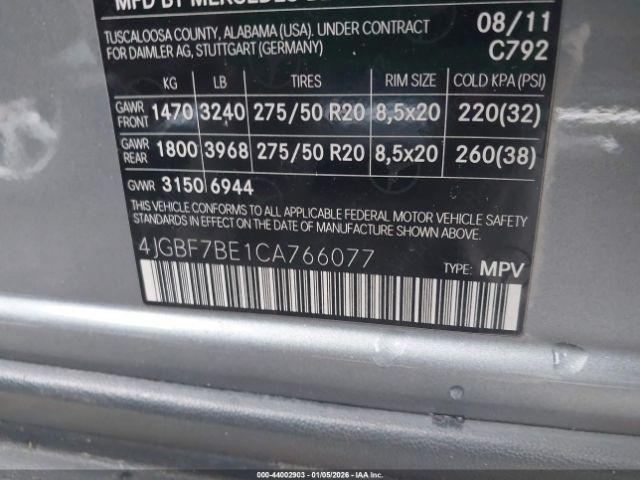 MFD BY MERCEDES
TUSCALOOSA COUNTY, ALABAMA (USA). UNDER CONTRACT 08/11
FOR DAIMLER AG, STUTTGART (GERMANY) C792
KG LB TIRES RIM SIZE COLD KPA (PSI)
GAWR FRONT 1470 3240 275/50 R20 8,5x20 220(32)
GAWR REAR 1800 3968 275/50 R20 8,5x20 260(38)
GVWR 3150 6944
THIS VEHICLE CONFORMS TO ALL APPLICABLE FEDERAL MOTOR VEHICLE SAFETY
STANDARDS IN EFFECT ON THE DATE OF MANUFACTURE SHOWN ABOVE.
4JGBF7BE1CA766077
TYPE: MPV
000-44002903 - 01/05/2026 - IAA Inc.